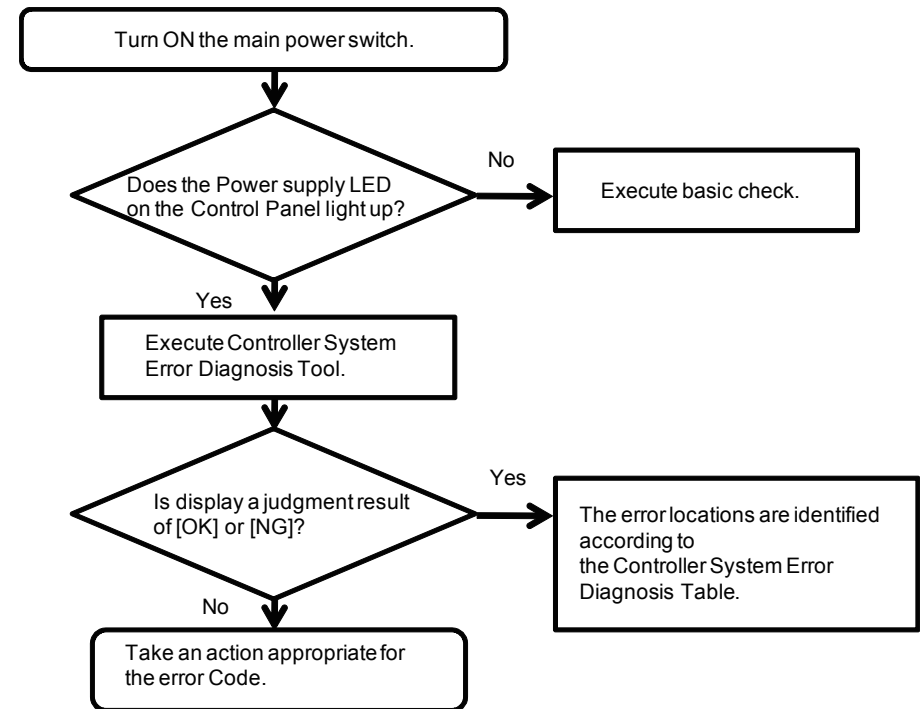 Turn ON the main power switch.
Does the Power supply LED
on the Control Panel light up?
No
Execute basic check.
Yes
Execute Controller System
Error Diagnosis Tool.
Is display a judgment result
of [OK] or [NG]?
Yes
The error locations are identified
according to
the Controller System Error
Diagnosis Table.
No
Take an action appropriate for
the error Code.